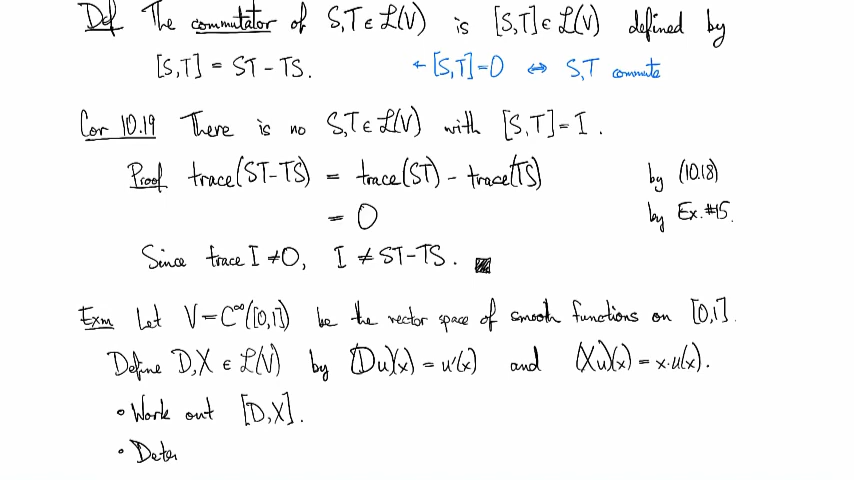 Def The commutator of S,T ∈ ℒ(V) is [S,T] ∈ ℒ(V) defined by
[S,T] = ST − TS. ← [S,T]=0 ⇔ S,T commute
Cor 10.19 There is no S,T ∈ ℒ(V) with [S,T] = I.
Proof trace(ST−TS) = trace(ST) − trace(TS) by (10.18)
= 0 by Ex.#15.
Since trace I ≠ 0, I ≠ ST−TS.
Exm Let V = C^∞([0,1]) be the vector space of smooth functions on [0,1].
Define D,X ∈ ℒ(V) by (Du)(x) = u'(x) and (Xu)(x) = x·u(x).
• Work out [D,X].
• Deter